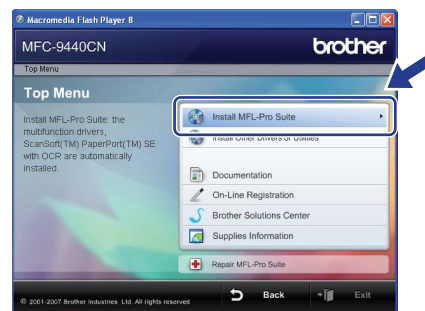 Macromedia Flash Player 8
MFC-9440CN
brother
Top Menu
Top Menu
Install MFL-Pro Suite: the
multifunction drivers,
ScanSoft(TM) PaperPort(TM) SE
with OCR are automatically
installed.
Install MFL-Pro Suite
Install Other Drivers or Utilities
Documentation
On-Line Registration
Brother Solutions Center
Supplies Information
Repair MFL-Pro Suite
© 2001-2007 Brother Industries Ltd. All rights reserved
Back
Exit